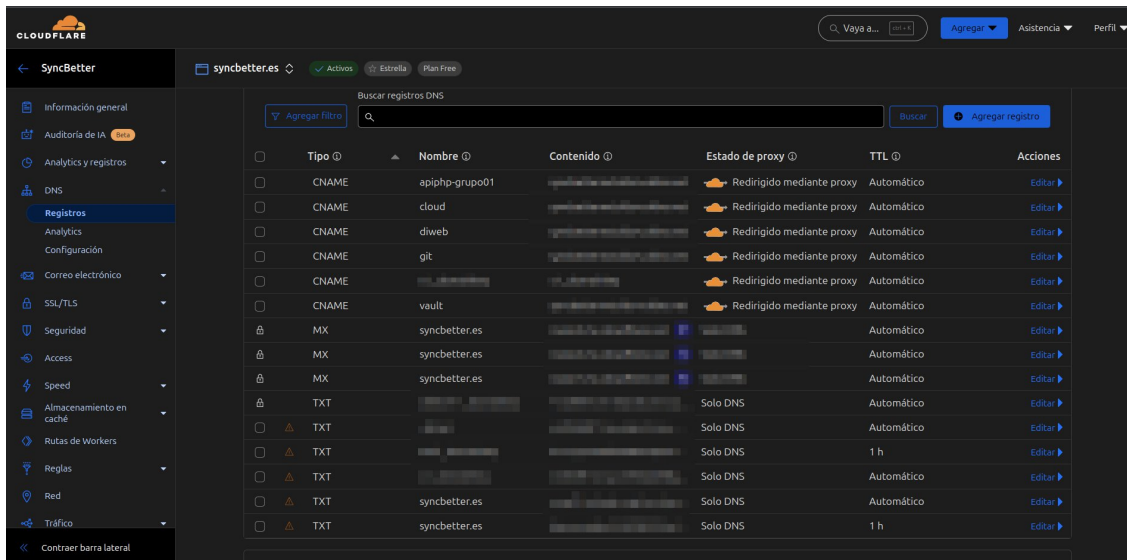 CLOUDFLARE
Vaya a... ctrl + K
Agregar
Asistencia
Perfil
SyncBetter
syncbetter.es
Activos
Estrella
Plan Free
Información general
Auditoría de IA Beta
Analytics y registros
DNS
Registros
Analytics
Configuración
Correo electrónico
SSL/TLS
Seguridad
Access
Speed
Almacenamiento en
caché
Rutas de Workers
Reglas
Red
Tráfico
Contraer barra lateral
Buscar registros DNS
Agregar filtro
Buscar
Agregar registro
Tipo Nombre Contenido Estado de proxy TTL Acciones
CNAME apiphp-grupo01 Redirigido mediante proxy Automático Editar
CNAME cloud Redirigido mediante proxy Automático Editar
CNAME diweb Redirigido mediante proxy Automático Editar
CNAME git Redirigido mediante proxy Automático Editar
CNAME Redirigido mediante proxy Automático Editar
CNAME vault Redirigido mediante proxy Automático Editar
MX syncbetter.es Automático Editar
MX syncbetter.es Automático Editar
MX syncbetter.es Automático Editar
TXT Solo DNS Automático Editar
TXT Solo DNS Automático Editar
TXT Solo DNS 1 h Editar
TXT Solo DNS Automático Editar
TXT syncbetter.es Solo DNS Automático Editar
TXT syncbetter.es Solo DNS 1 h Editar